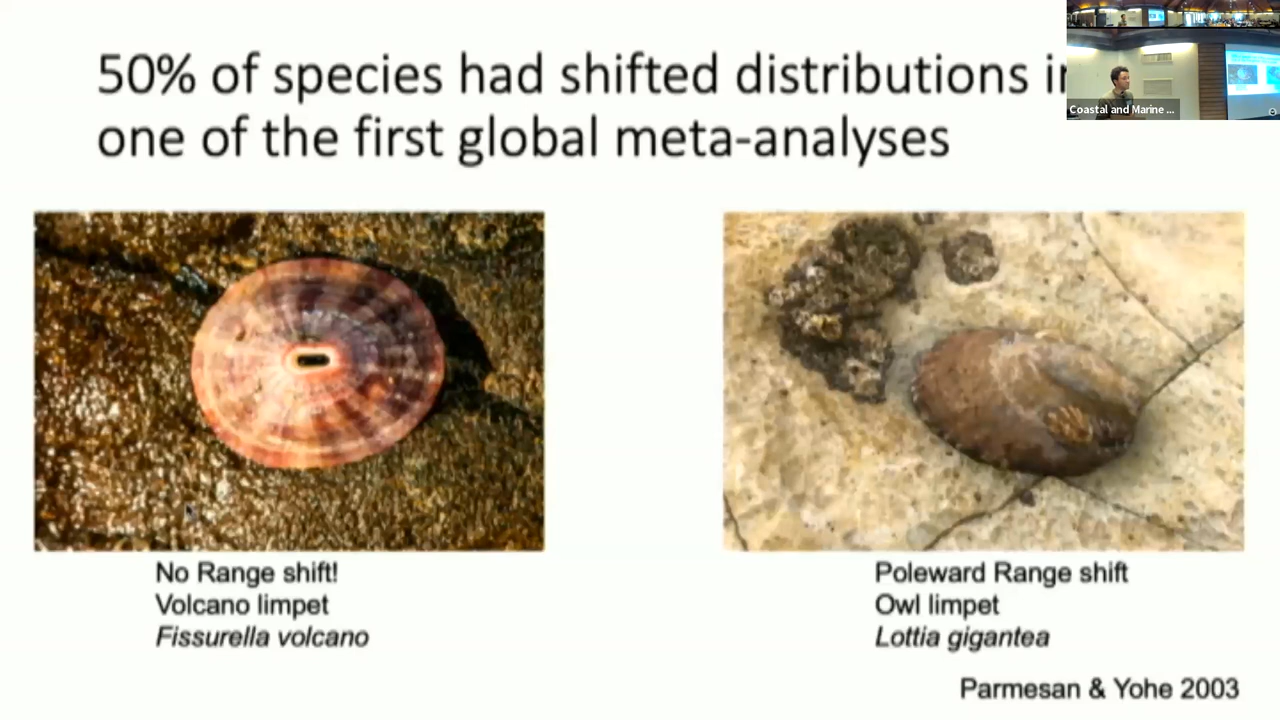 50% of species had shifted distributions
one of the first global meta-analyses
Coastal and Marine ...
No Range shift!
Volcano limpet
Fissurella volcano
Poleward Range shift
Owl limpet
Lottia gigantea
Parmesan & Yohe 2003